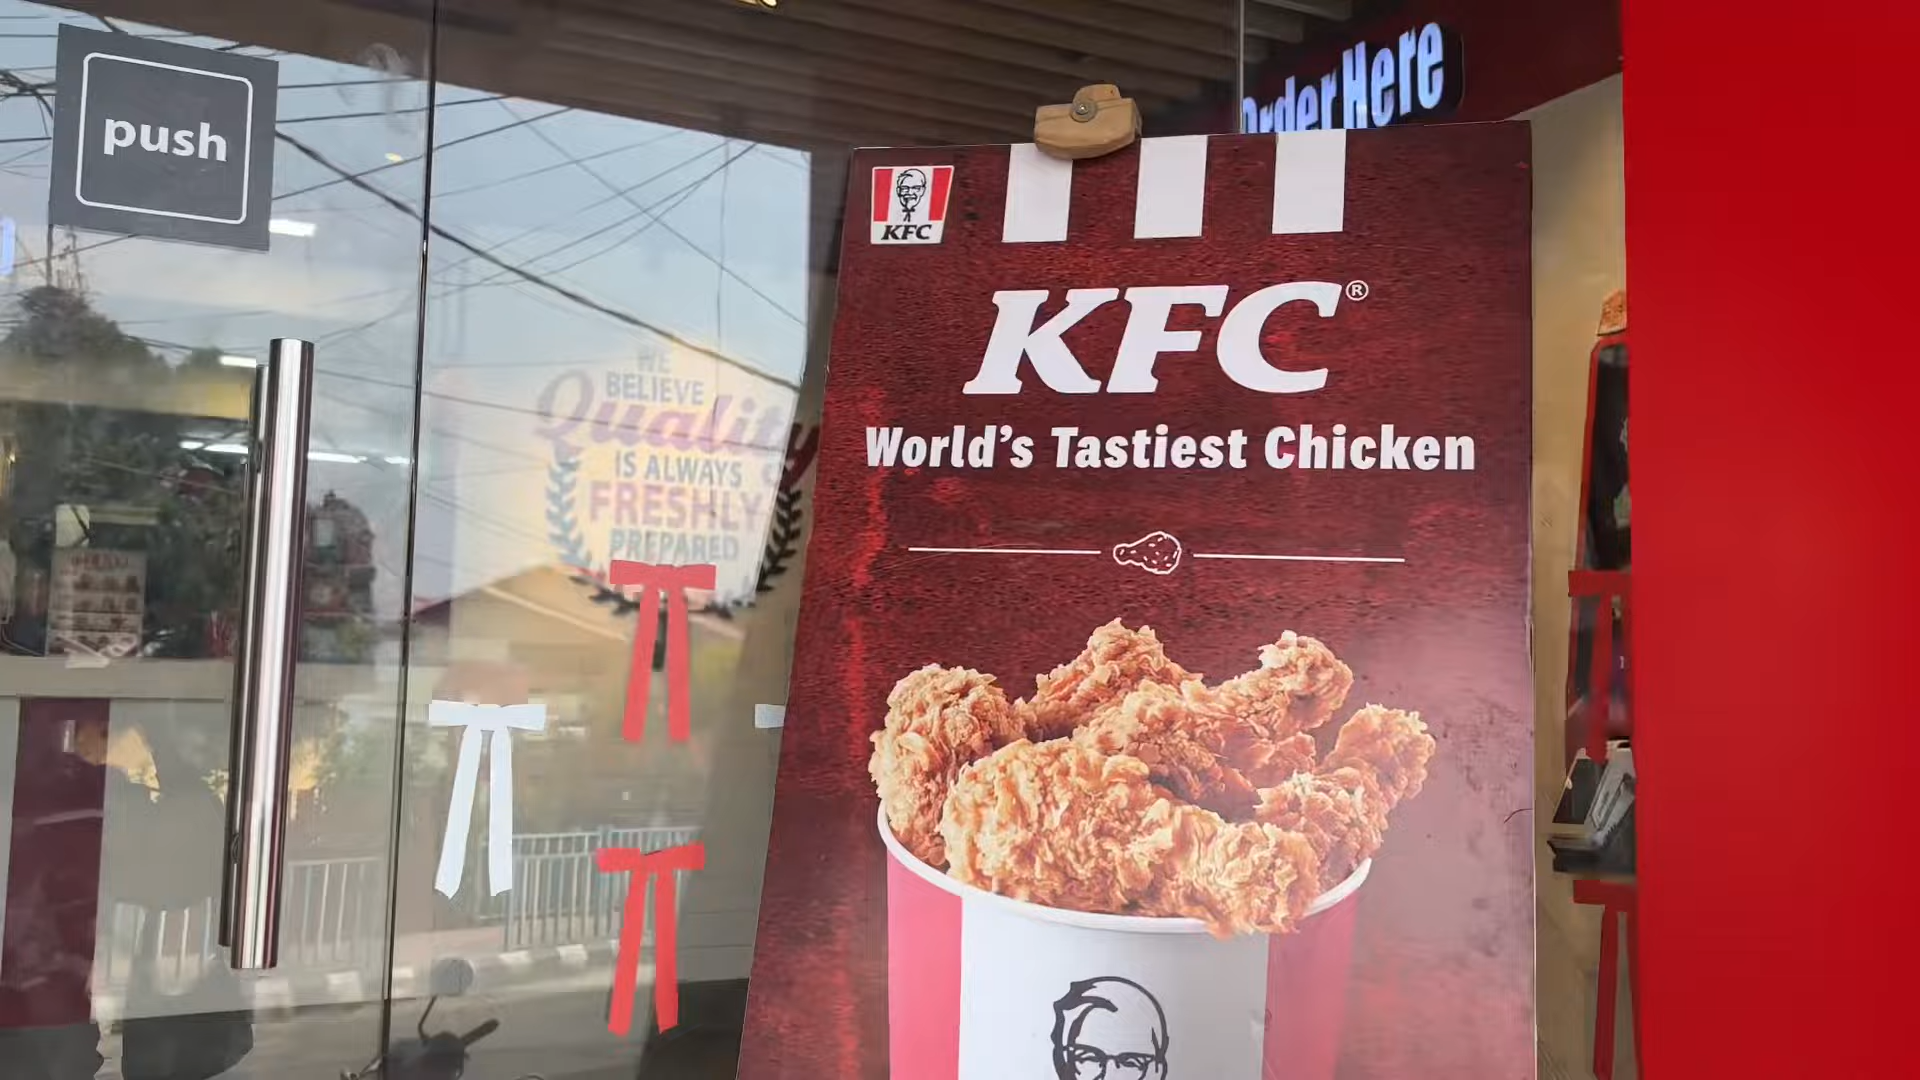 push
Order Here
KFC
KFC®
World's Tastiest Chicken
WE
BELIEVE
Quality
IS ALWAYS
FRESHLY
PREPARED